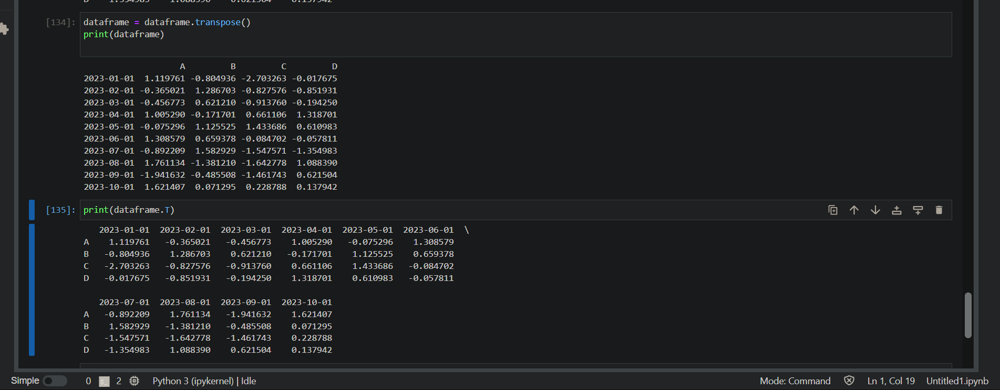 D    1.354983    1.088390    0.621504    0.137942
[134]: dataframe = dataframe.transpose()
print(dataframe)
                   A         B         C         D
2023-01-01  1.119761 -0.804936 -2.703263 -0.017675
2023-02-01 -0.365021  1.286703 -0.827576 -0.851931
2023-03-01 -0.456773  0.621210 -0.913760 -0.194250
2023-04-01  1.005290 -0.171701  0.661106  1.318701
2023-05-01 -0.075296  1.125525  1.433686  0.610983
2023-06-01  1.308579  0.659378 -0.084702 -0.057811
2023-07-01 -0.892209  1.582929 -1.547571 -1.354983
2023-08-01  1.761134 -1.381210 -1.642778  1.088390
2023-09-01 -1.941632 -0.485508 -1.461743  0.621504
2023-10-01  1.621407  0.071295  0.228788  0.137942
[135]: print(dataframe.T)
   2023-01-01  2023-02-01  2023-03-01  2023-04-01  2023-05-01  2023-06-01  \
A    1.119761   -0.365021   -0.456773    1.005290   -0.075296    1.308579
B   -0.804936    1.286703    0.621210   -0.171701    1.125525    0.659378
C   -2.703263   -0.827576   -0.913760    0.661106    1.433686   -0.084702
D   -0.017675   -0.851931   -0.194250    1.318701    0.610983   -0.057811
   2023-07-01  2023-08-01  2023-09-01  2023-10-01
A   -0.892209    1.761134   -1.941632    1.621407
B    1.582929   -1.381210   -0.485508    0.071295
C   -1.547571   -1.642778   -1.461743    0.228788
D   -1.354983    1.088390    0.621504    0.137942
Simple 0 $_ 2 Python 3 (ipykernel) | Idle Mode: Command Ln 1, Col 19 Untitled1.ipynb